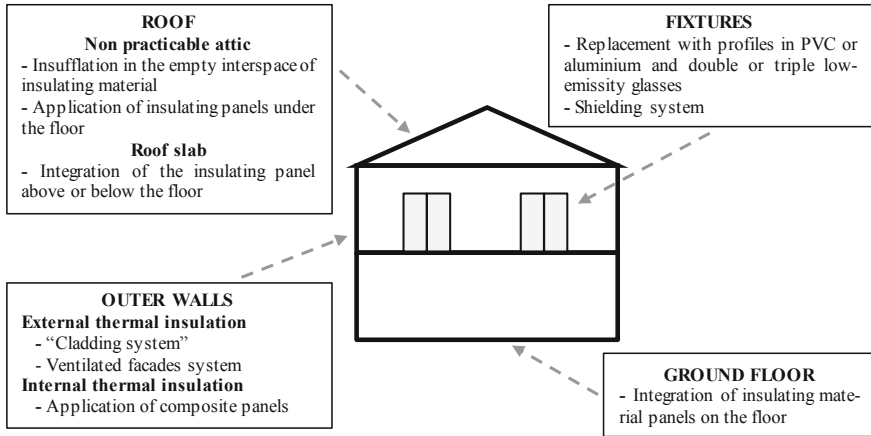 ROOF
Non practicable attic
- Insufflation in the empty interspace of
insulating material
- Application of insulating panels under
the floor
Roof slab
- Integration of the insulating panel
above or below the floor
FIXTURES
- Replacement with profiles in PVC or
aluminium and double or triple low-
emissity glasses
- Shielding system
OUTER WALLS
External thermal insulation
- “Cladding system”
- Ventilated facades system
Internal thermal insulation
- Application of composite panels
GROUND FLOOR
- Integration of insulating mate-
rial panels on the floor